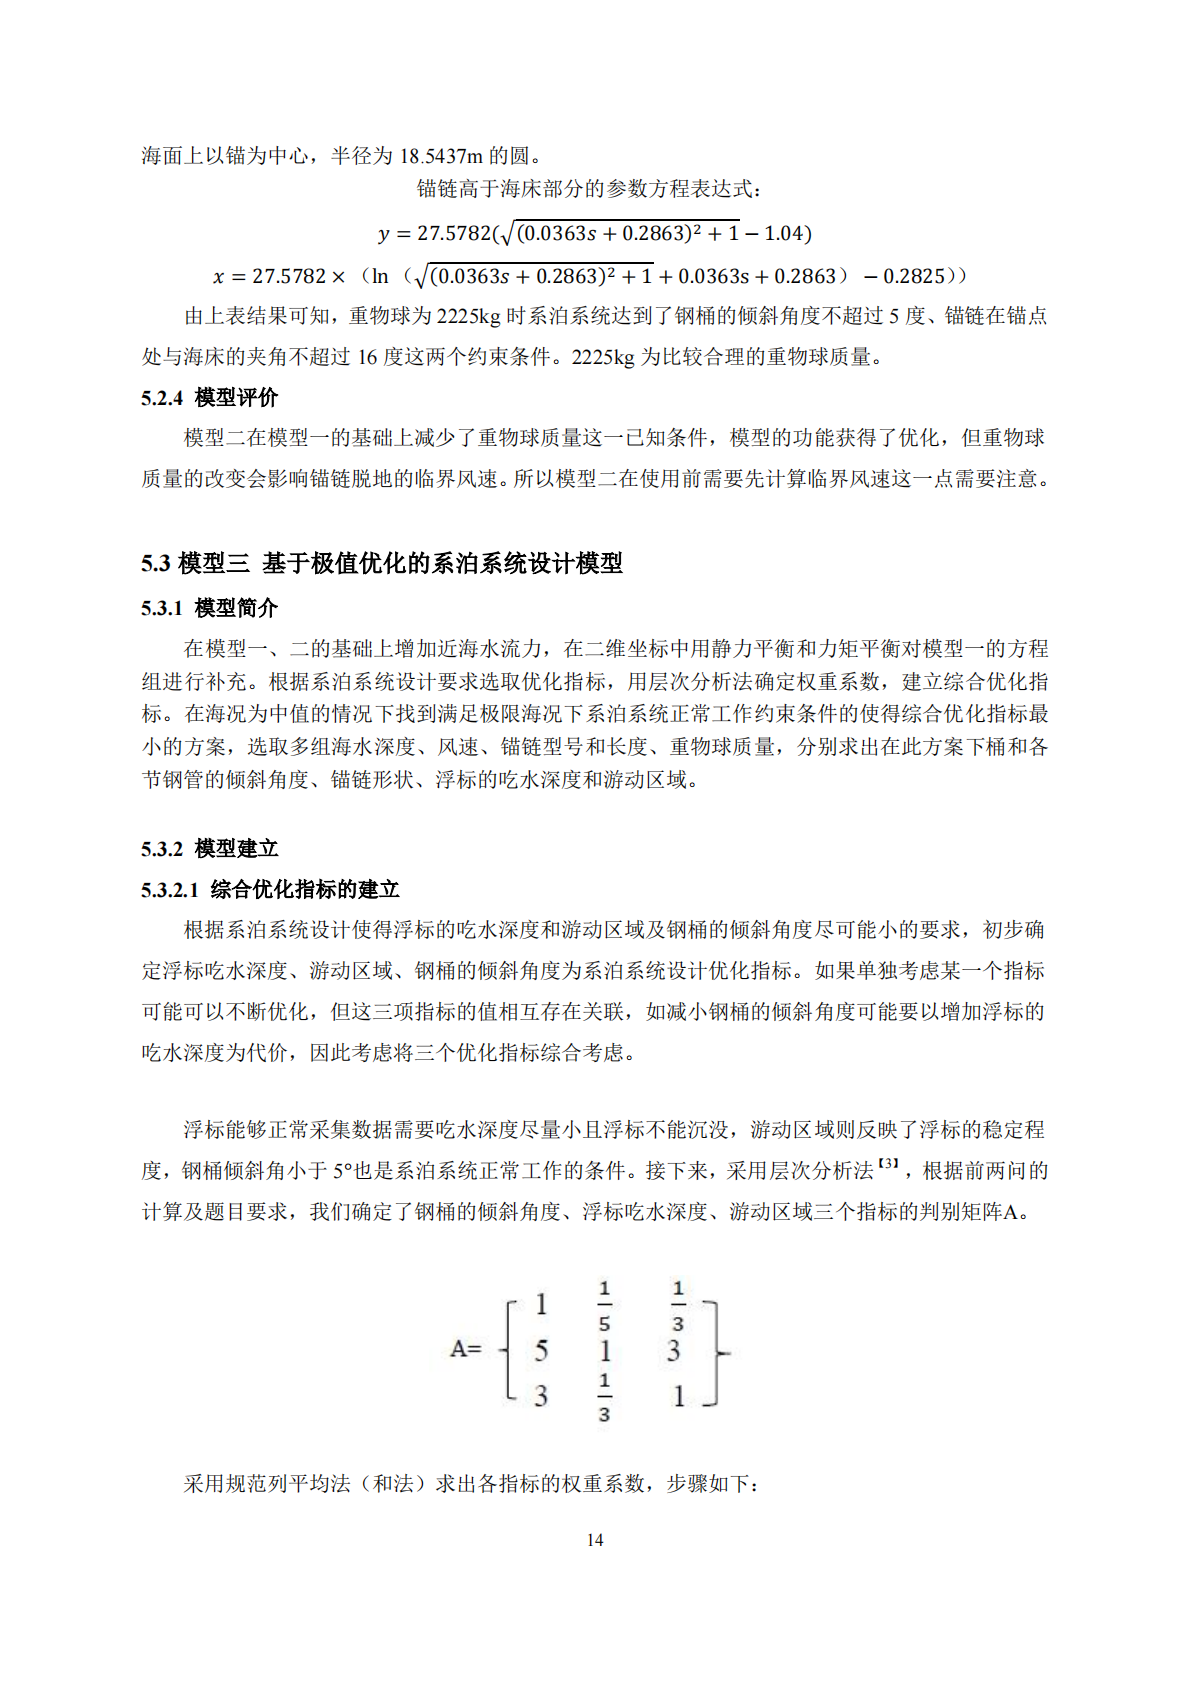 海面上以锚为中心，半径为 18.5437m 的圆。
锚链高于海床部分的参数方程表达式：
y = 27.5782(√((0.0363s + 0.2863)² + 1) − 1.04)
x = 27.5782 ×（ln（√((0.0363s + 0.2863)² + 1) + 0.0363s + 0.2863） − 0.2825））
由上表结果可知，重物球为 2225kg 时系泊系统达到了钢桶的倾斜角度不超过 5 度、锚链在锚点
处与海床的夹角不超过 16 度这两个约束条件。2225kg 为比较合理的重物球质量。
5.2.4 模型评价
模型二在模型一的基础上减少了重物球质量这一已知条件，模型的功能获得了优化，但重物球
质量的改变会影响锚链脱地的临界风速。所以模型二在使用前需要先计算临界风速这一点需要注意。
5.3 模型三 基于极值优化的系泊系统设计模型
5.3.1 模型简介
在模型一、二的基础上增加近海水流力，在二维坐标中用静力平衡和力矩平衡对模型一的方程
组进行补充。根据系泊系统设计要求选取优化指标，用层次分析法确定权重系数，建立综合优化指
标。在海况为中值的情况下找到满足极限海况下系泊系统正常工作约束条件的使得综合优化指标最
小的方案，选取多组海水深度、风速、锚链型号和长度、重物球质量，分别求出在此方案下桶和各
节钢管的倾斜角度、锚链形状、浮标的吃水深度和游动区域。
5.3.2 模型建立
5.3.2.1 综合优化指标的建立
根据系泊系统设计使得浮标的吃水深度和游动区域及钢桶的倾斜角度尽可能小的要求，初步确
定浮标吃水深度、游动区域、钢桶的倾斜角度为系泊系统设计优化指标。如果单独考虑某一个指标
可能可以不断优化，但这三项指标的值相互存在关联，如减小钢桶的倾斜角度可能要以增加浮标的
吃水深度为代价，因此考虑将三个优化指标综合考虑。
浮标能够正常采集数据需要吃水深度尽量小且浮标不能沉没，游动区域则反映了浮标的稳定程
度，钢桶倾斜角小于 5°也是系泊系统正常工作的条件。接下来，采用层次分析法【3】，根据前两问的
计算及题目要求，我们确定了钢桶的倾斜角度、浮标吃水深度、游动区域三个指标的判别矩阵A。
1 1/5 1/3
A= 5 1 3
3 1/3 1
采用规范列平均法（和法）求出各指标的权重系数，步骤如下：
14